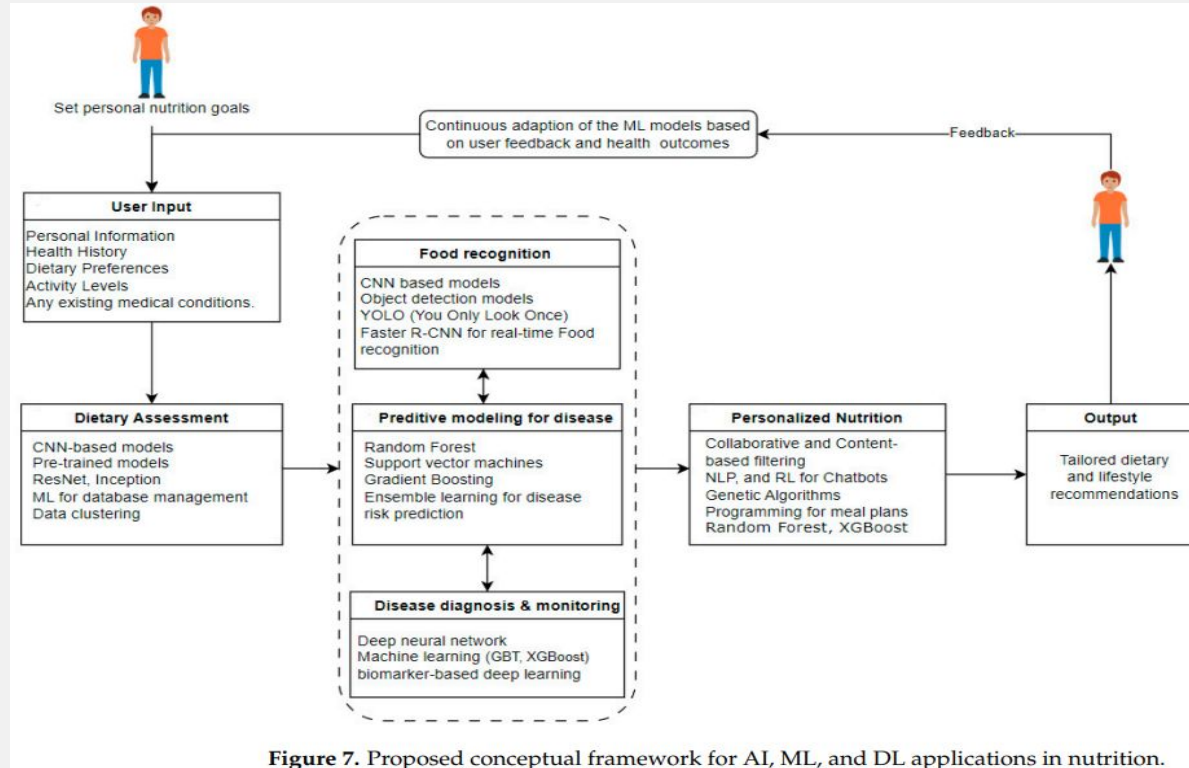 Set personal nutrition goals
Continuous adaption of the ML models based
on user feedback and health outcomes
Feedback
User Input
Personal Information
Health History
Dietary Preferences
Activity Levels
Any existing medical conditions.
Dietary Assessment
CNN-based models
Pre-trained models
ResNet, Inception
ML for database management
Data clustering
Food recognition
CNN based models
Object detection models
YOLO (You Only Look Once)
Faster R-CNN for real-time Food
recognition
Preditive modeling for disease
Random Forest
Support vector machines
Gradient Boosting
Ensemble learning for disease
risk prediction
Disease diagnosis & monitoring
Deep neural network
Machine learning (GBT, XGBoost)
biomarker-based deep learning
Personalized Nutrition
Collaborative and Content-
based filtering
NLP, and RL for Chatbots
Genetic Algorithms
Programming for meal plans
Random Forest, XGBoost
Output
Tailored dietary
and lifestyle
recommendations
Figure 7. Proposed conceptual framework for AI, ML, and DL applications in nutrition.